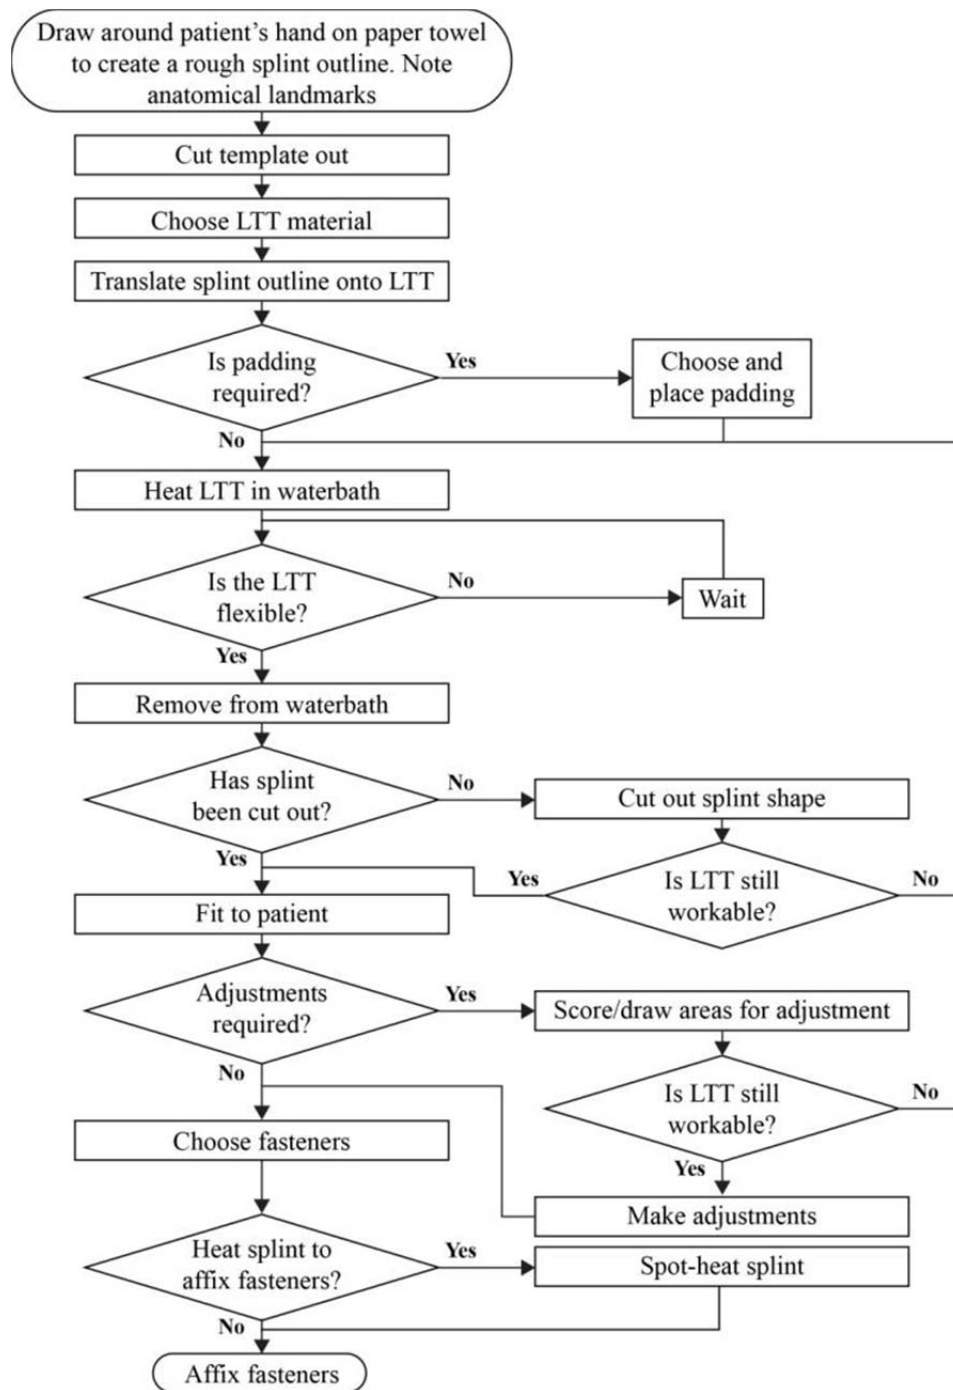 Draw around patient’s hand on paper towel
to create a rough splint outline. Note
anatomical landmarks
Cut template out
Choose LTT material
Translate splint outline onto LTT
Is padding
required?
Yes
Choose and
place padding
No
Heat LTT in waterbath
Is the LTT
flexible?
No
Wait
Yes
Remove from waterbath
Has splint
been cut out?
No
Cut out splint shape
Yes
Yes
Is LTT still
workable?
No
Fit to patient
Adjustments
required?
Yes
Score/draw areas for adjustment
No
Is LTT still
workable?
No
Choose fasteners
Yes
Make adjustments
Heat splint to
affix fasteners?
Yes
Spot-heat splint
No
Affix fasteners